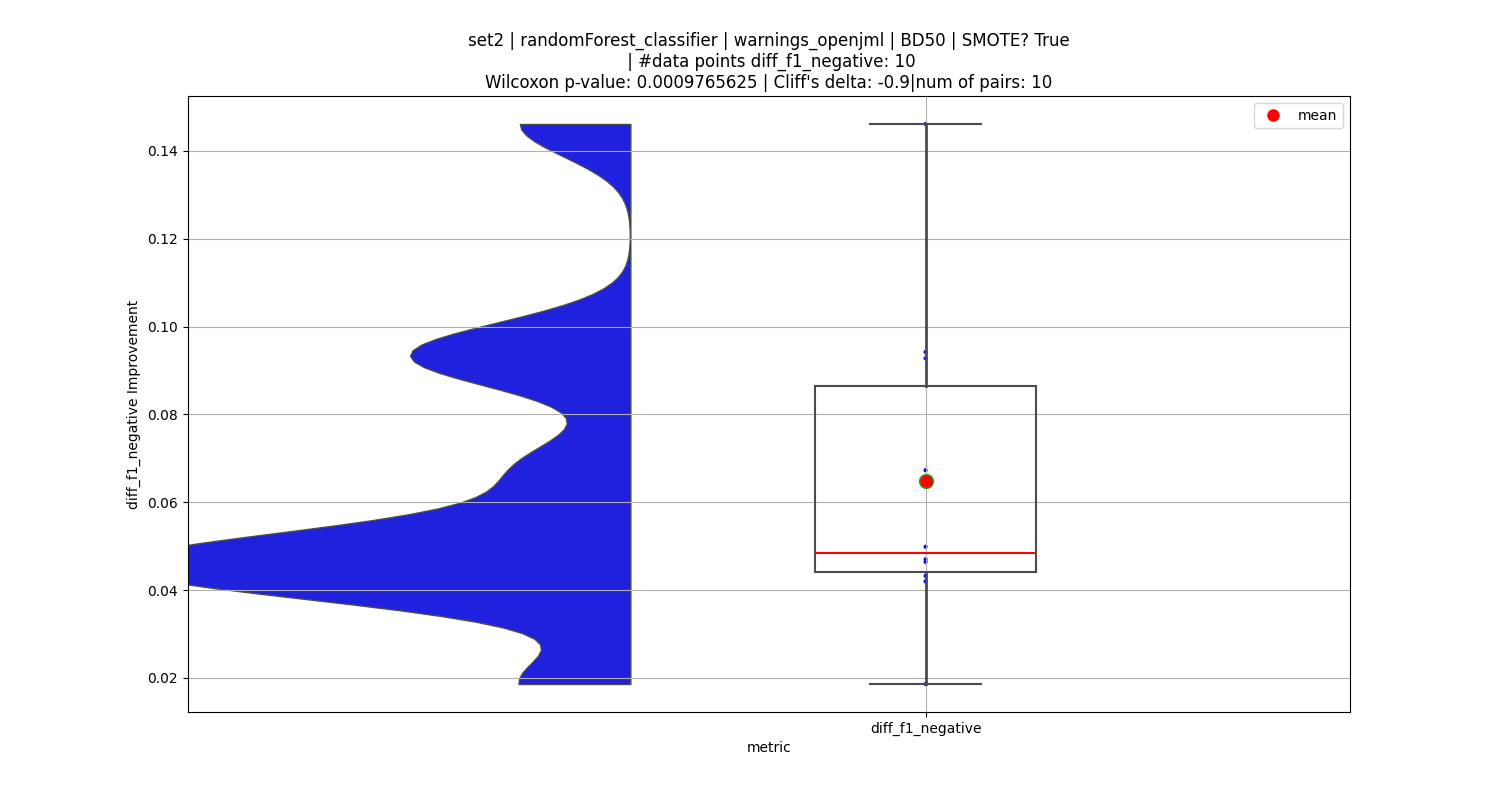 set2 | randomForest_classifier | warnings_openjml | BD50 | SMOTE? True
| #data points diff_f1_negative: 10
Wilcoxon p-value: 0.0009765625 | Cliff's delta: -0.9|num of pairs: 10
mean
0.14
0.12
0.10
0.08
0.06
0.04
0.02
diff_f1_negative Improvement
diff_f1_negative
metric